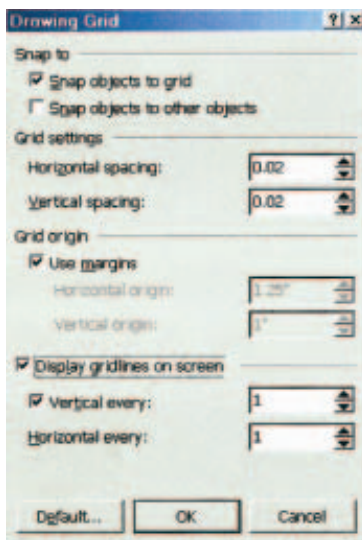 Drawing Grid
Snap to
Snap objects to grid
Snap objects to other objects
Grid settings
Horizontal spacing: 0.02
Vertical spacing: 0.02
Grid origin
Use margins
Horizontal origin: 1.25"
Vertical origin: 1"
Display gridlines on screen
Vertical every: 1
Horizontal every: 1
Default... OK Cancel